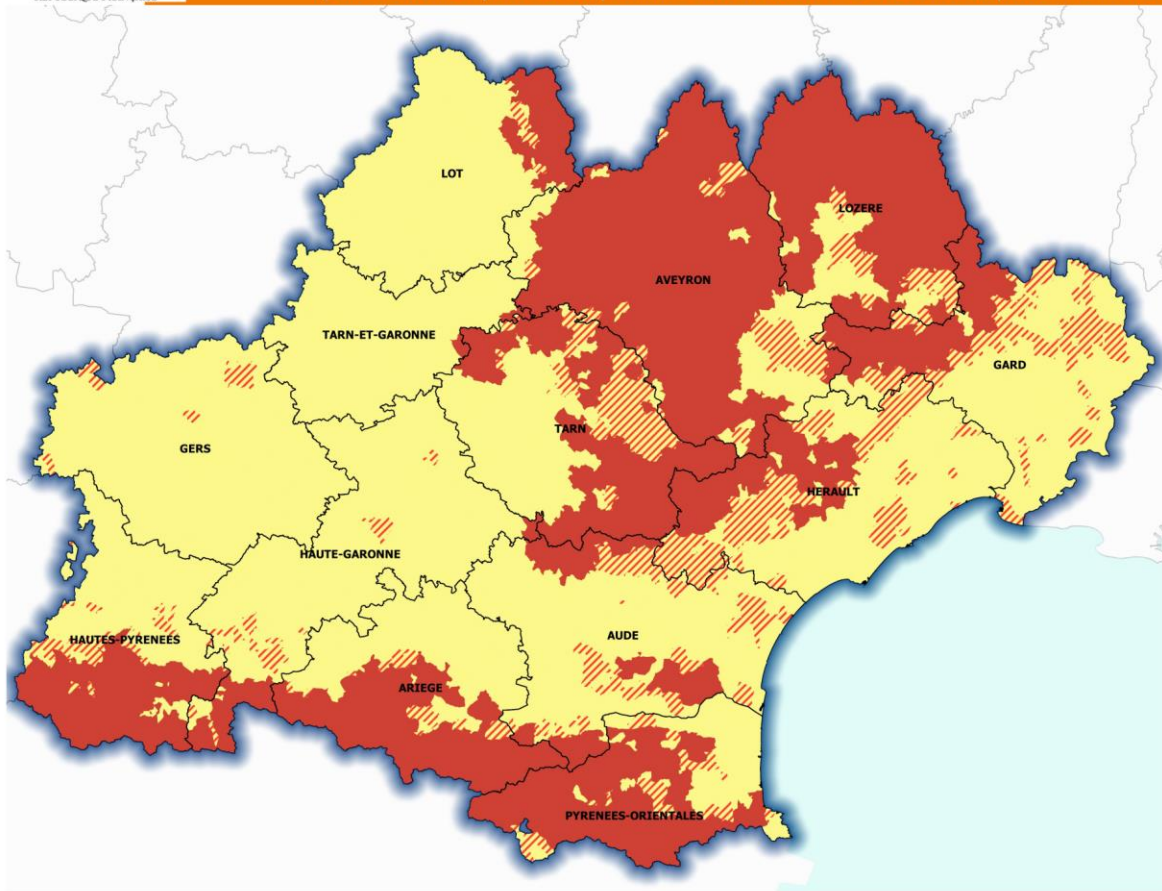 LOT
LOZERE
AVEYRON
TARN-ET-GARONNE
GARD
TARN
GERS
HERAULT
HAUTE-GARONNE
HAUTES-PYRENEES
AUDE
ARIEGE
PYRENEES-ORIENTALES